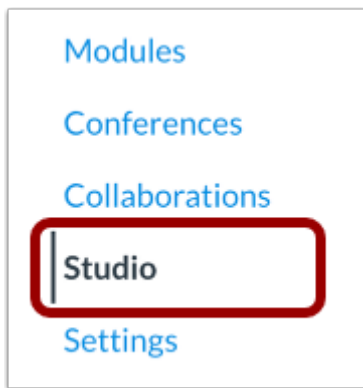 Modules
Conferences
Collaborations
Studio
Settings